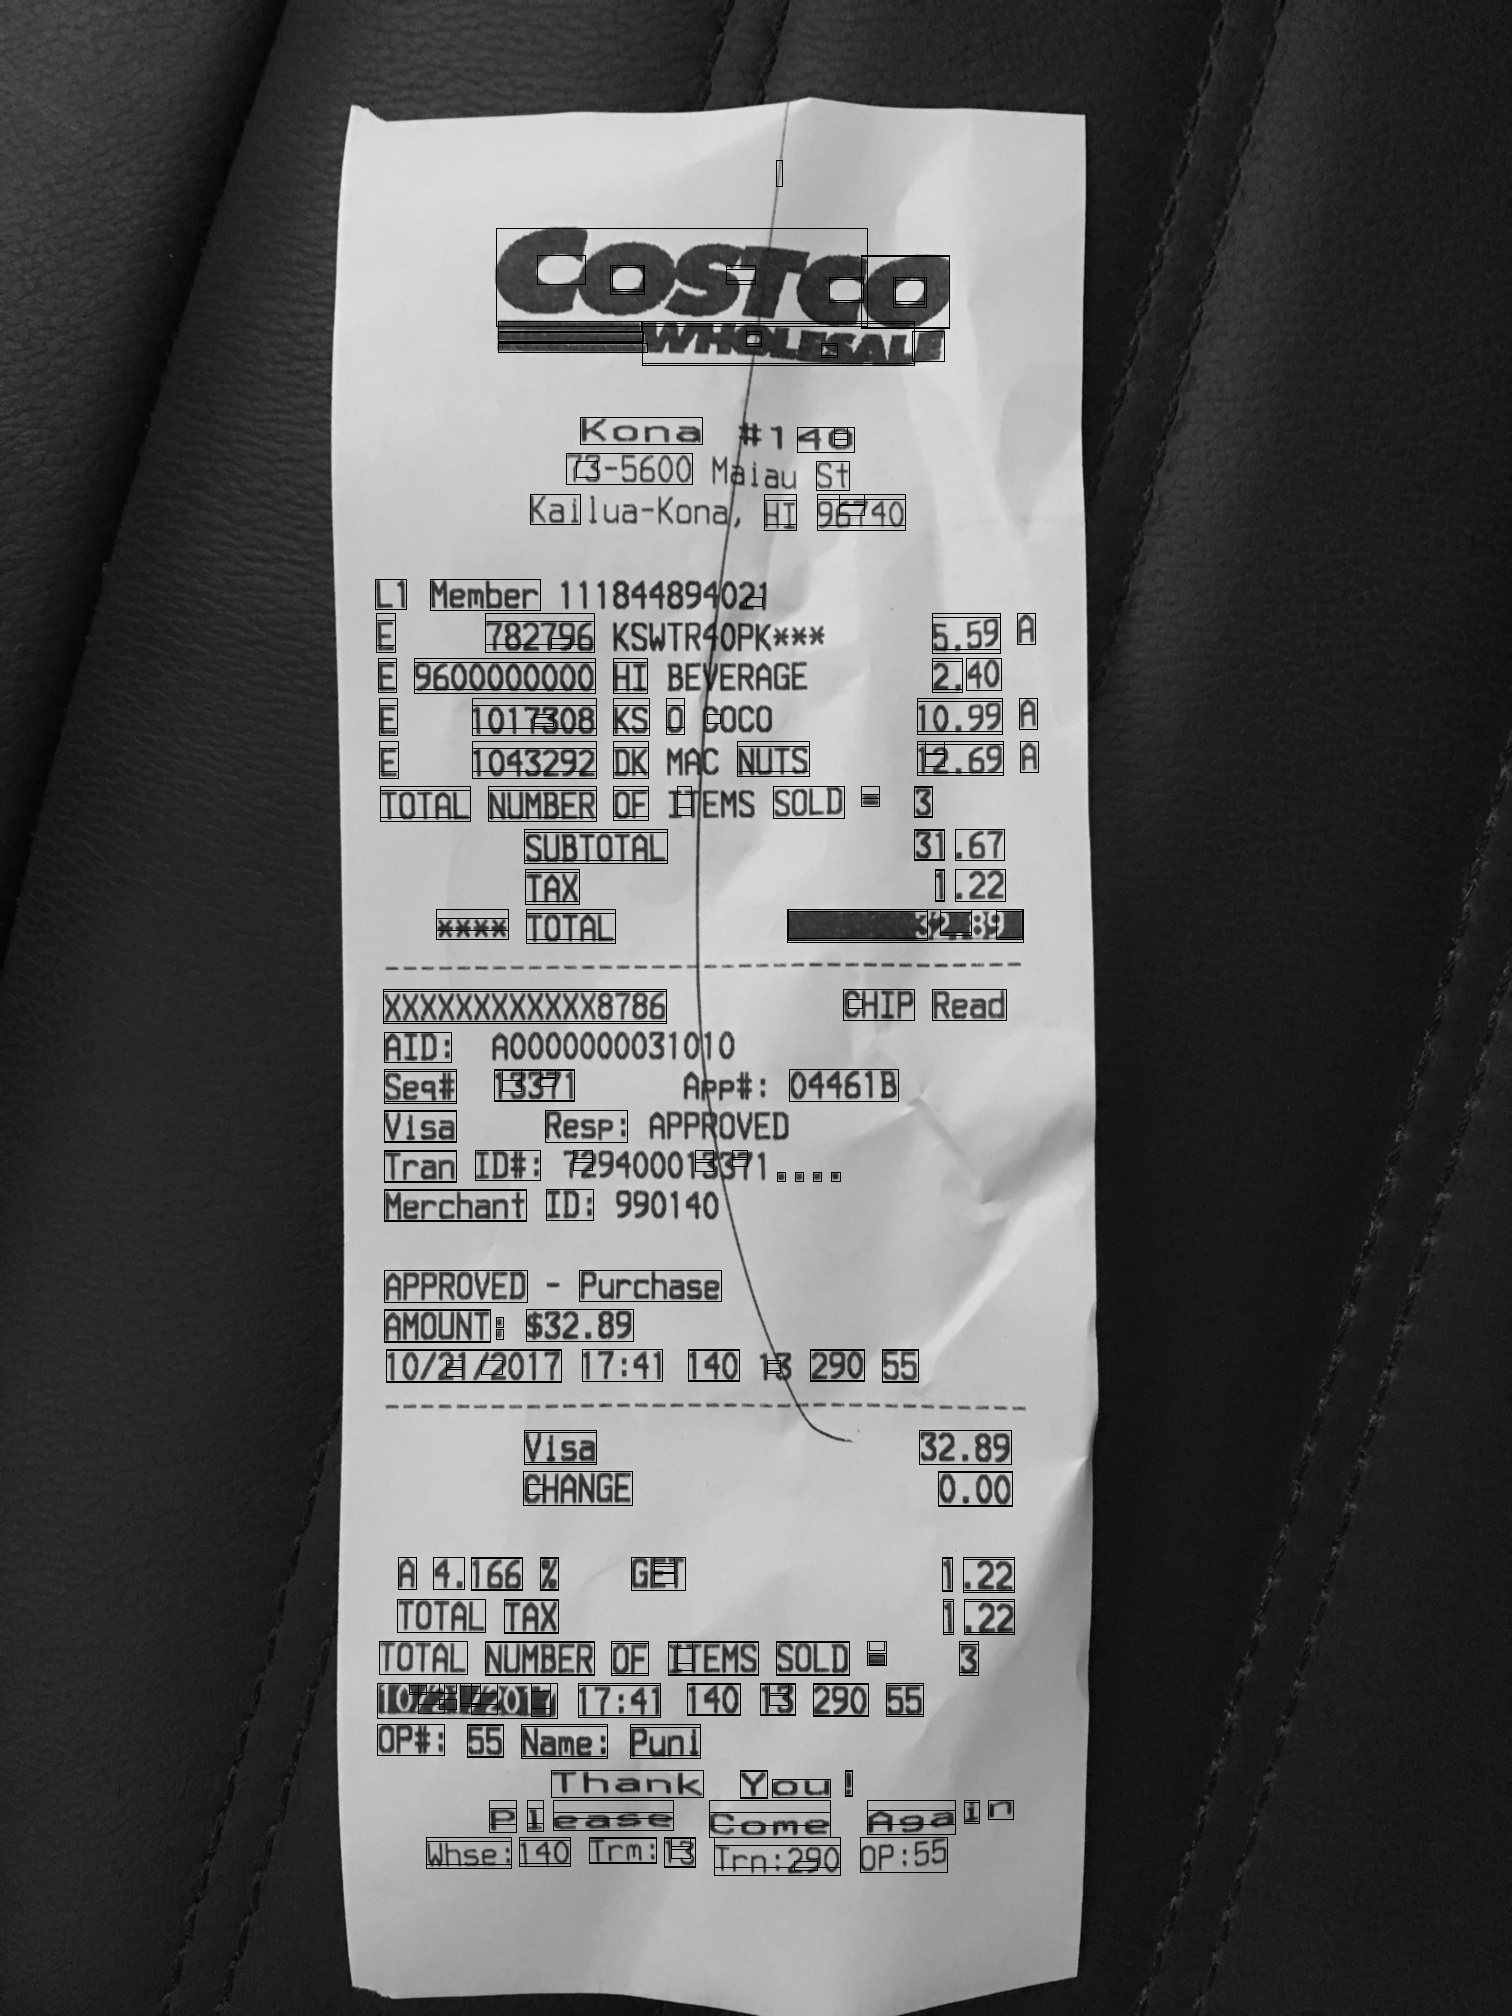 COSTCO
WHOLESALE
Kona #140
73-5600 Maiau St
Kailua-Kona, HI 96740
L1 Member 111844894021
E 782796 KSWTR40PK*** 5.59 A
E 9600000000 HI BEVERAGE 2.40
E 1017308 KS O COCO 10.99 A
E 1043292 DK MAC NUTS 12.69 A
TOTAL NUMBER OF ITEMS SOLD = 3
SUBTOTAL 31.67
TAX 1.22
**** TOTAL 32.89
XXXXXXXXXXXX8786 CHIP Read
AID: A0000000031010
Seq# 13371 App#: 04461B
Visa Resp: APPROVED
Tran ID#: 729400013371....
Merchant ID: 990140
APPROVED - Purchase
AMOUNT: $32.89
10/21/2017 17:41 140 13 290 55
Visa 32.89
CHANGE 0.00
A 4.166 % GET 1.22
TOTAL TAX 1.22
TOTAL NUMBER OF ITEMS SOLD = 3
10/21/2017 17:41 140 13 290 55
OP#: 55 Name: Puni
Thank You!
Please Come Again
Whse:140 Trm:13 Trn:290 OP:55